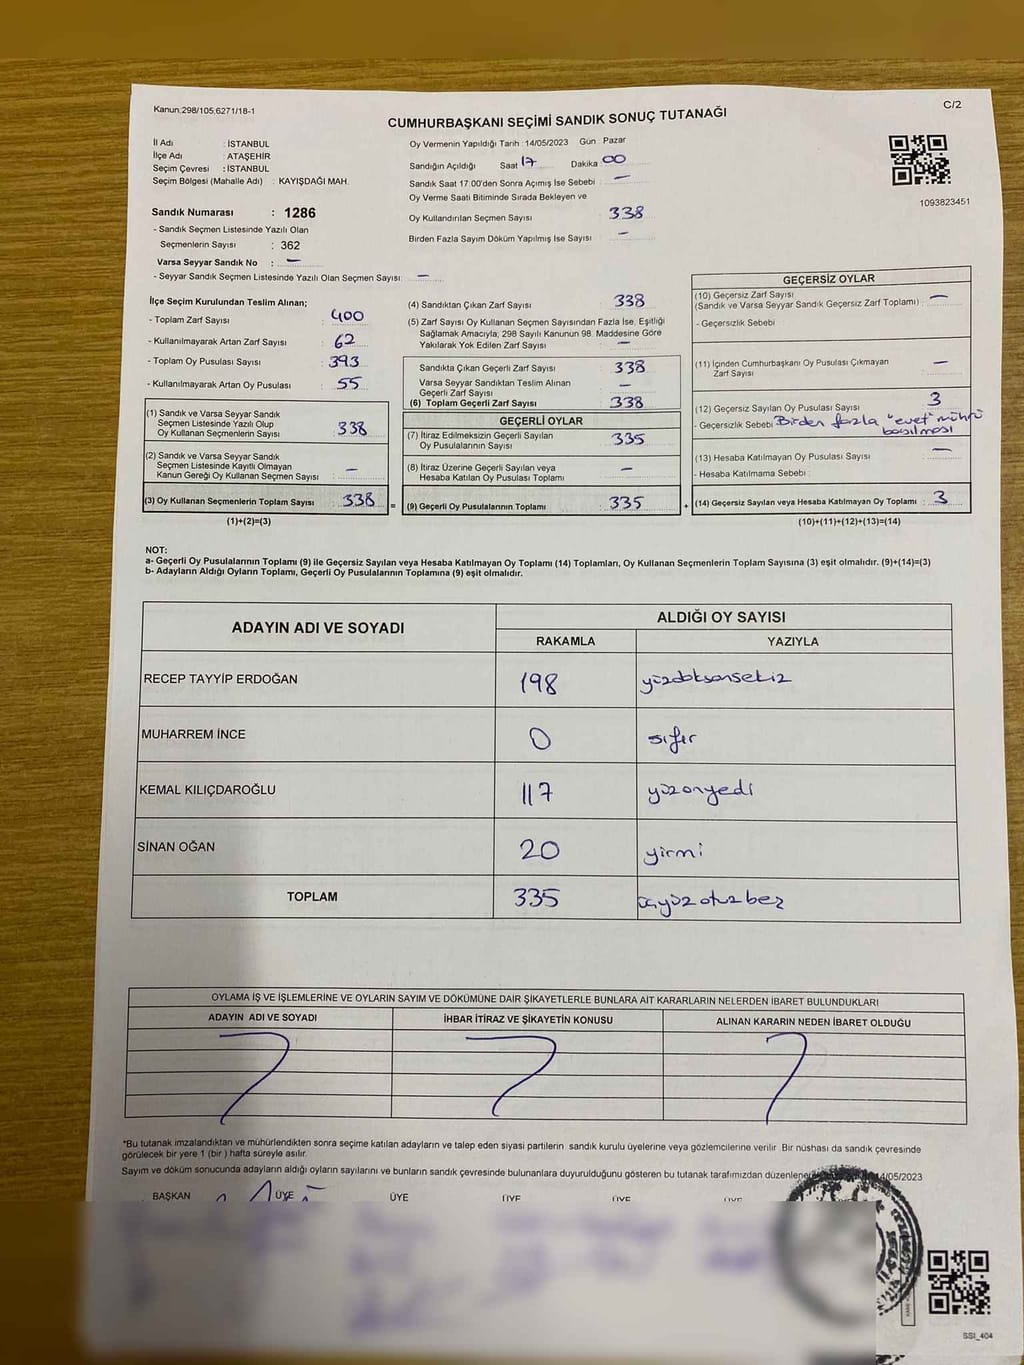 Kanun:298/105,6271/18-1
C/2
CUMHURBAŞKANI SEÇİMİ SANDIK SONUÇ TUTANAĞI
İl Adı : İSTANBUL
İlçe Adı : ATAŞEHİR
Seçim Çevresi : İSTANBUL
Seçim Bölgesi (Mahalle Adı) : KAYIŞDAĞI MAH.
Sandık Numarası : 1286
- Sandık Seçmen Listesinde Yazılı Olan
Seçmenlerin Sayısı : 362
Varsa Seyyar Sandık No : -
- Seyyar Sandık Seçmen Listesinde Yazılı Olan Seçmen Sayısı: -
Oy Vermenin Yapıldığı Tarih : 14/05/2023 Gün : Pazar
Sandığın Açıldığı Saat 17 Dakika 00
Sandık Saat 17:00'den Sonra Açımış İse Sebebi : -
Oy Verme Saati Bitiminde Sırada Bekleyen ve
Oy Kullandırılan Seçmen Sayısı : 338
Birden Fazla Sayım Döküm Yapılmış İse Sayısı : -
1093823451
İlçe Seçim Kurulundan Teslim Alınan;
- Toplam Zarf Sayısı : 400
- Kullanılmayarak Artan Zarf Sayısı : 62
- Toplam Oy Pusulası Sayısı : 393
- Kullanılmayarak Artan Oy Pusulası : 55
(1) Sandık ve Varsa Seyyar Sandık
Seçmen Listesinde Yazılı Olup
Oy Kullanan Seçmenlerin Sayısı : 338
(2) Sandık ve Varsa Seyyar Sandık
Seçmen Listesinde Kayıtlı Olmayan
Kanun Gereği Oy Kullanan Seçmen Sayısı : -
(3) Oy Kullanan Seçmenlerin Toplam Sayısı : 338
(1)+(2)=(3)
(4) Sandıktan Çıkan Zarf Sayısı : 338
(5) Zarf Sayısı Oy Kullanan Seçmen Sayısından Fazla İse, Eşitliği
Sağlamak Amacıyla; 298 Sayılı Kanunun 98. Maddesine Göre
Yakılarak Yok Edilen Zarf Sayısı : -
Sandıkta Çıkan Geçerli Zarf Sayısı : 338
Varsa Seyyar Sandıktan Teslim Alınan
Geçerli Zarf Sayısı : -
(6) Toplam Geçerli Zarf Sayısı : 338
GEÇERLİ OYLAR
(7) İtiraz Edilmeksizin Geçerli Sayılan
Oy Pusulalarının Sayısı : 335
(8) İtiraz Üzerine Geçerli Sayılan veya
Hesaba Katılan Oy Pusulası Toplamı : -
= (9) Geçerli Oy Pusulalarının Toplamı : 335 +
GEÇERSİZ OYLAR
(10) Geçersiz Zarf Sayısı
(Sandık ve Varsa Seyyar Sandık Geçersiz Zarf Toplamı) : -
- Geçersizlik Sebebi :
(11) İçinden Cumhurbaşkanı Oy Pusulası Çıkmayan
Zarf Sayısı : -
(12) Geçersiz Sayılan Oy Pusulası Sayısı : 3
- Geçersizlik Sebebi Birden fazla "evet" mührü
basılması
(13) Hesaba Katılmayan Oy Pusulası Sayısı : -
- Hesaba Katılmama Sebebi :
(14) Geçersiz Sayılan veya Hesaba Katılmayan Oy Toplamı : 3
(10)+(11)+(12)+(13)=(14)
NOT:
a- Geçerli Oy Pusulalarının Toplamı (9) ile Geçersiz Sayılan veya Hesaba Katılmayan Oy Toplamı (14) Toplamları, Oy Kullanan Seçmenlerin Toplam Sayısına (3) eşit olmalıdır. (9)+(14)=(3)
b- Adayların Aldığı Oyların Toplamı, Geçerli Oy Pusulalarının Toplamına (9) eşit olmalıdır.
ADAYIN ADI VE SOYADI
ALDIĞI OY SAYISI
RAKAMLA YAZIYLA
RECEP TAYYİP ERDOĞAN 198 yüzdoksansekiz
MUHARREM İNCE 0 sıfır
KEMAL KILIÇDAROĞLU 117 yüzonyedi
SİNAN OĞAN 20 yirmi
TOPLAM 335 üçyüzotuzbeş
OYLAMA İŞ VE İŞLEMLERİNE VE OYLARIN SAYIM VE DÖKÜMÜNE DAİR ŞİKAYETLERLE BUNLARA AİT KARARLARIN NELERDEN İBARET BULUNDUKLARI
ADAYIN ADI VE SOYADI İHBAR İTİRAZ VE ŞİKAYETİN KONUSU ALINAN KARARIN NEDEN İBARET OLDUĞU
*Bu tutanak imzalandıktan ve mühürlendikten sonra seçime katılan adayların ve talep eden siyasi partilerin sandık kurulu üyelerine veya gözlemcilerine verilir Bir nüshası da sandık çevresinde
görülecek bir yere 1 (bir ) hafta süreyle asılır.
Sayım ve döküm sonucunda adayların aldığı oyların sayılarını ve bunların sandık çevresinde bulunanlara duyurulduğunu gösteren bu tutanak tarafımızdan 14/05/2023
BAŞKAN ÜYE ÜYE ÜYE ÜYE ÜYE
SSI_404